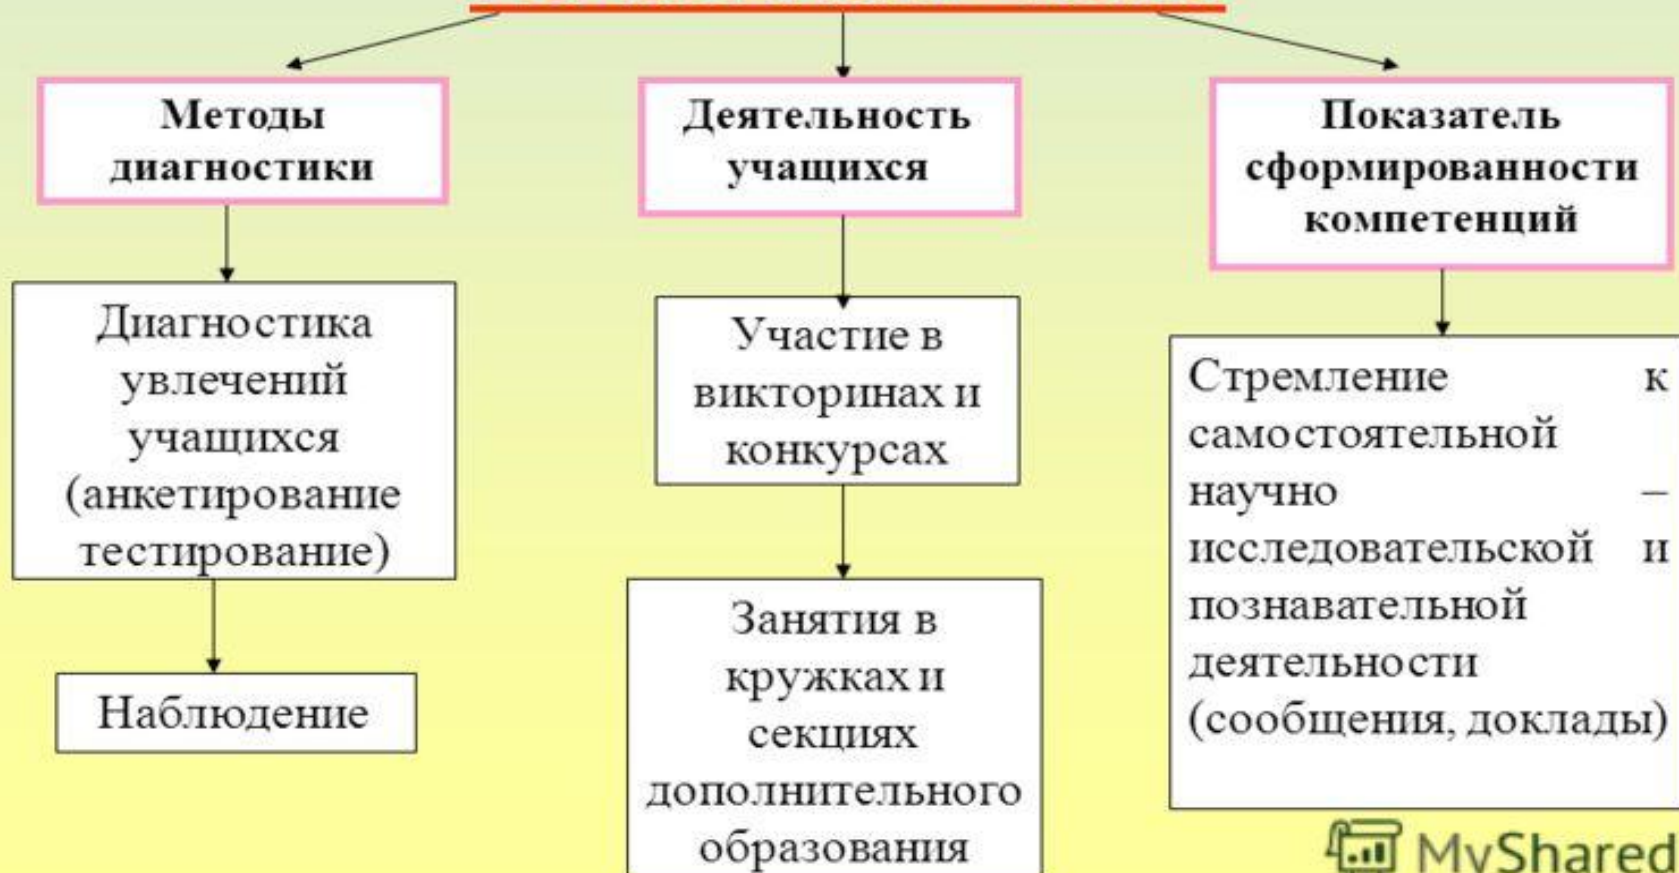 Методы
диагностики
Диагностика
увлечений
учащихся
(анкетирование
тестирование)
Наблюдение
Деятельность
учащихся
Участие в
викторинах и
конкурсах
Занятия в
кружках и
секциях
дополнительного
образования
Показатель
сформированности
компетенций
Стремление к
самостоятельной
научно –
исследовательской и
познавательной
деятельности
(сообщения, доклады)
MyShared